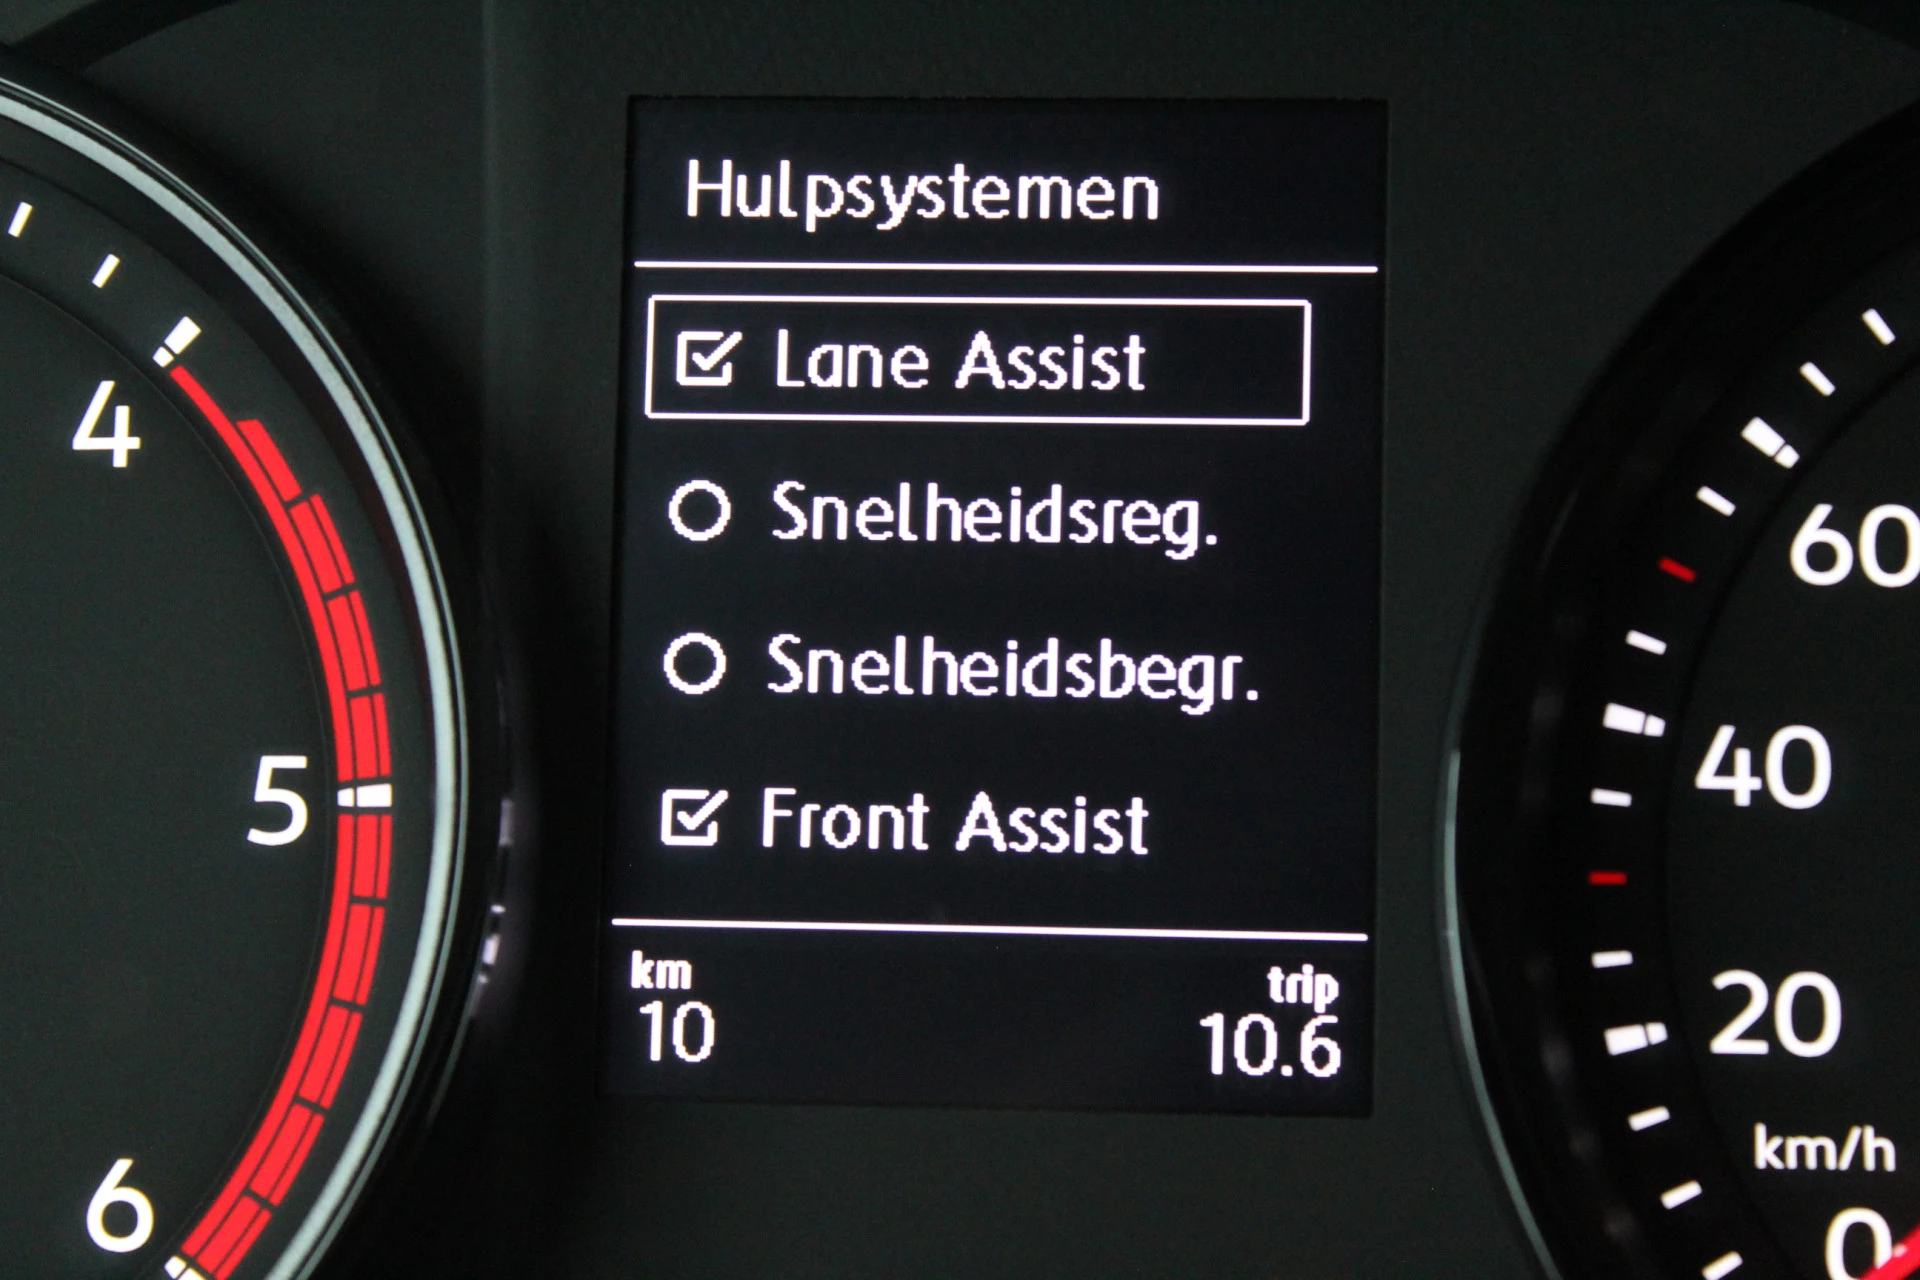 Hulpsystemen
Lane Assist
Snelheidsreg.
Snelheidsbegr.
Front Assist
km
10
trip
10.6
4
5
6
60
40
20
km/h
0